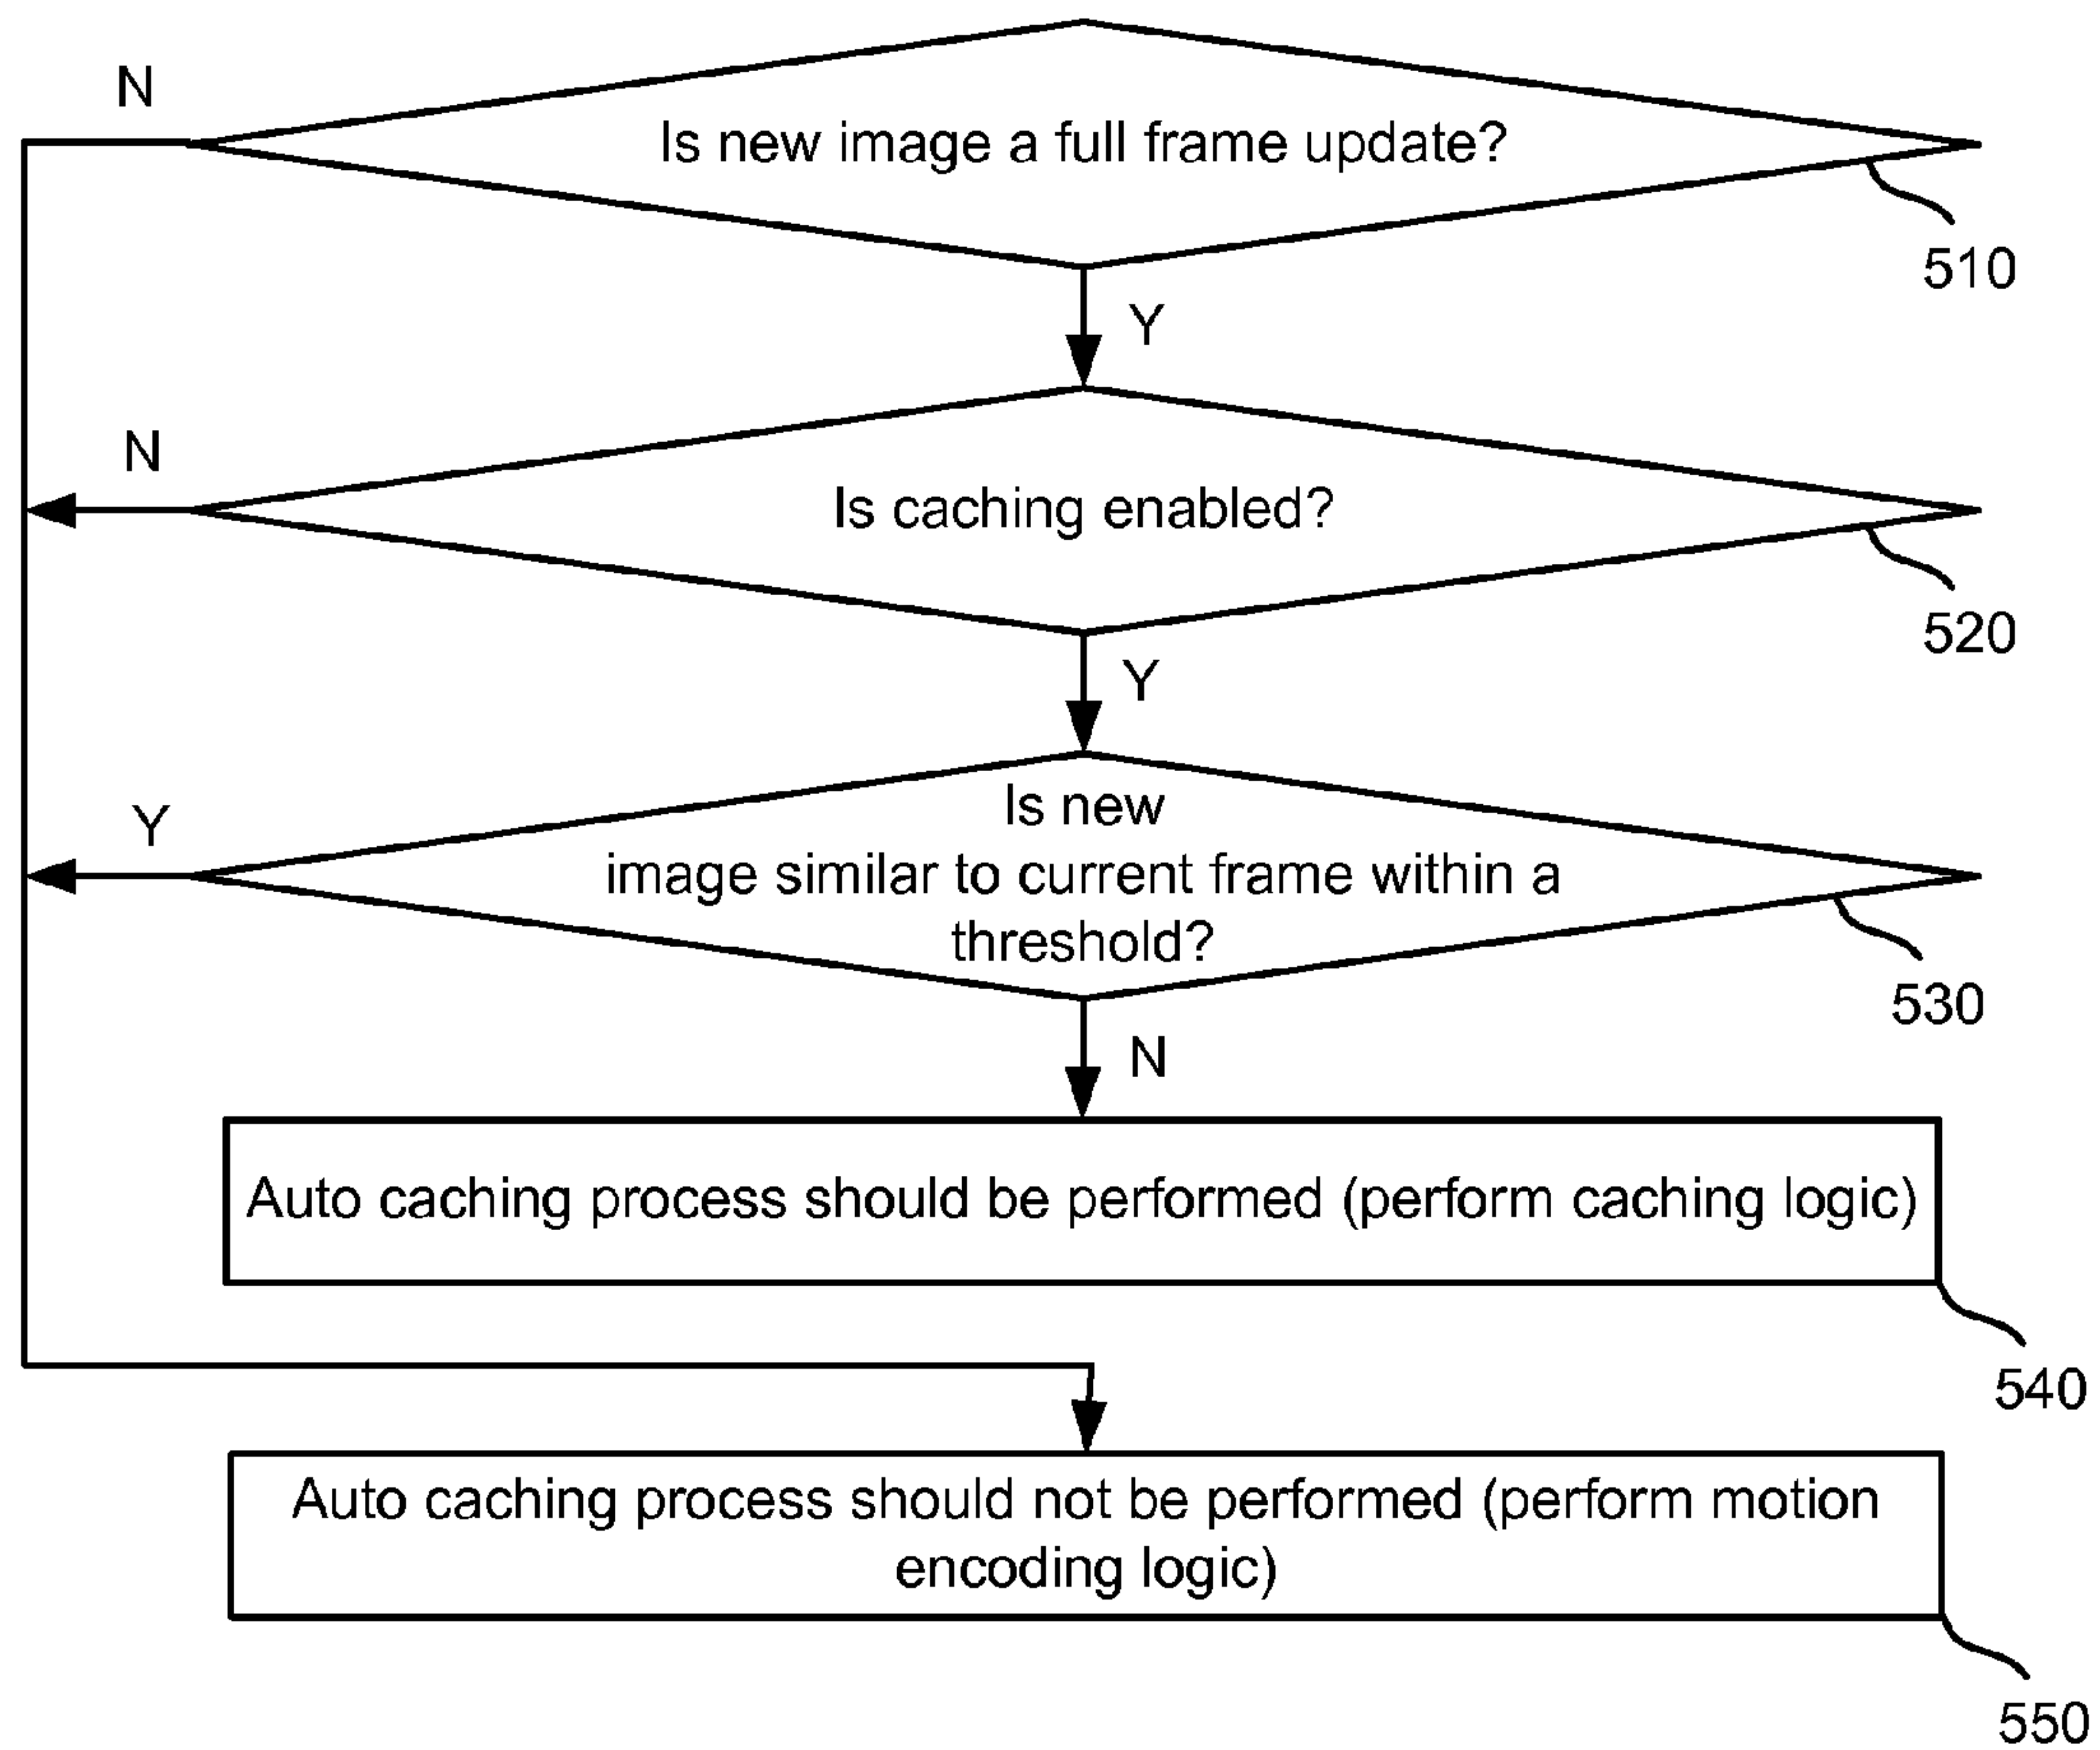 N
Is new image a full frame update?
510
Y
N
Is caching enabled?
520
Y
Y
Is new
image similar to current frame within a
threshold?
530
N
Auto caching process should be performed (perform caching logic)
540
Auto caching process should not be performed (perform motion
encoding logic)
550